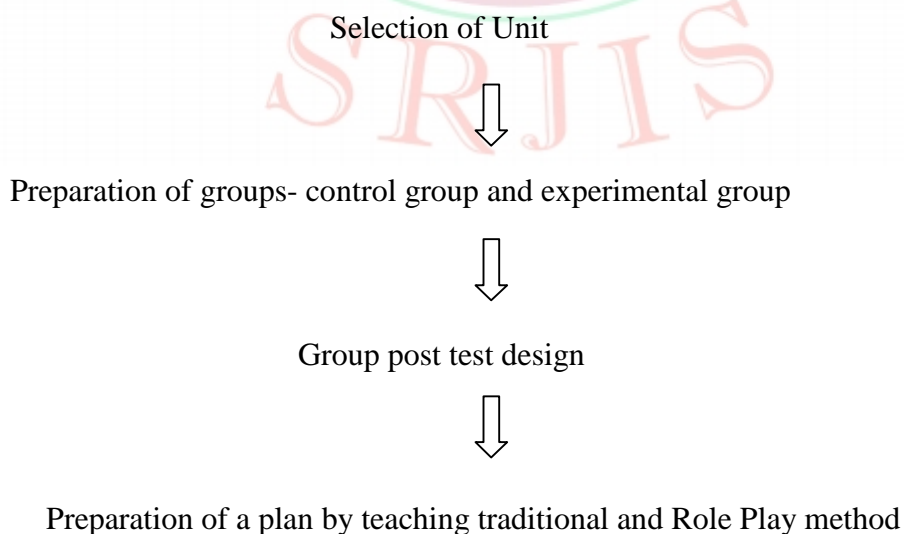 Selection of Unit
SRJIS
Preparation of groups- control group and experimental group
Group post test design
Preparation of a plan by teaching traditional and Role Play method